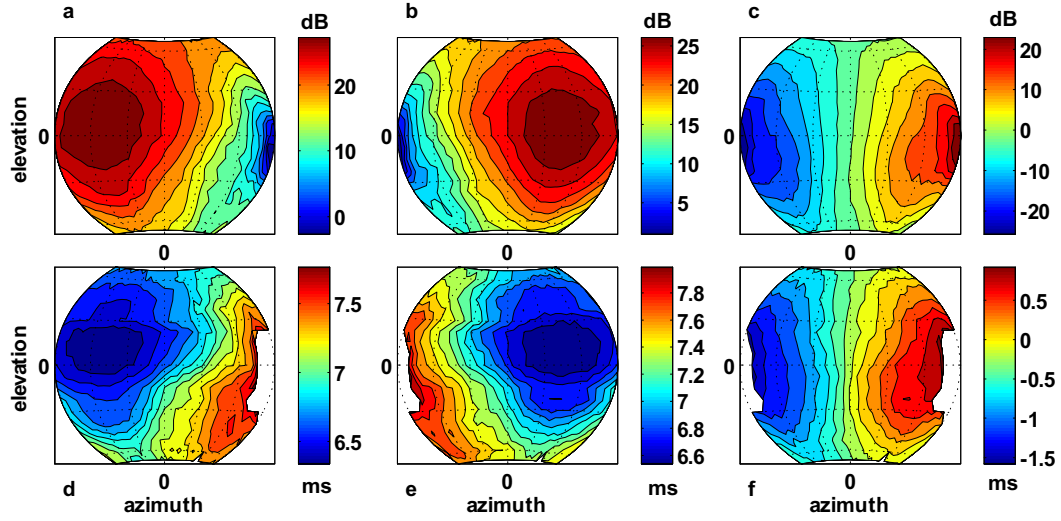 a b c
dB dB dB
elevation 0 20 10 0
25 20 15 10 5
20 10 0 -10 -20
0 0 0
elevation 0 7.5 7 6.5
0 7.8 7.6 7.4 7.2 7 6.8 6.6
0 0.5 0 -0.5 -1 -1.5
0 0 0
d azimuth ms
e azimuth ms
f azimuth ms